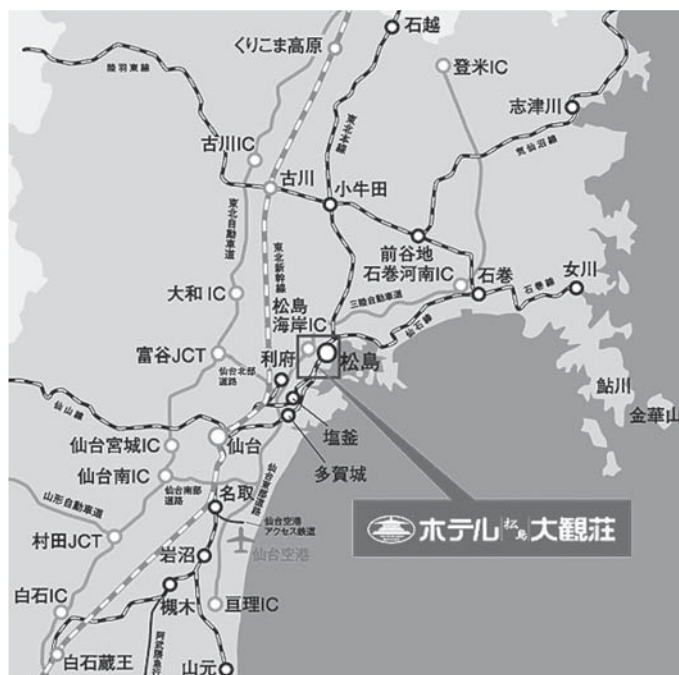 石越
くりこま高原
登米IC
陸羽東線
志津川
東北本線
気仙沼線
古川IC
古川
小牛田
東北自動車道
東北新幹線
前谷地
石巻河南IC
石巻
女川
石巻線
大和IC
三陸自動車道
松島
海岸IC
仙石線
富谷JCT
利府
松島
仙台北部
道路
鮎川
金華山
仙山線
塩釜
仙台宮城IC
仙台
多賀城
仙台南IC
仙台東部道路
山形自動車道
仙台南部
道路
名取
仙台空港
アクセス鉄道
ホテル松島大観荘
村田JCT
岩沼
仙台空港
白石IC
槻木
亘理IC
阿武隈急行
白石蔵王
山元